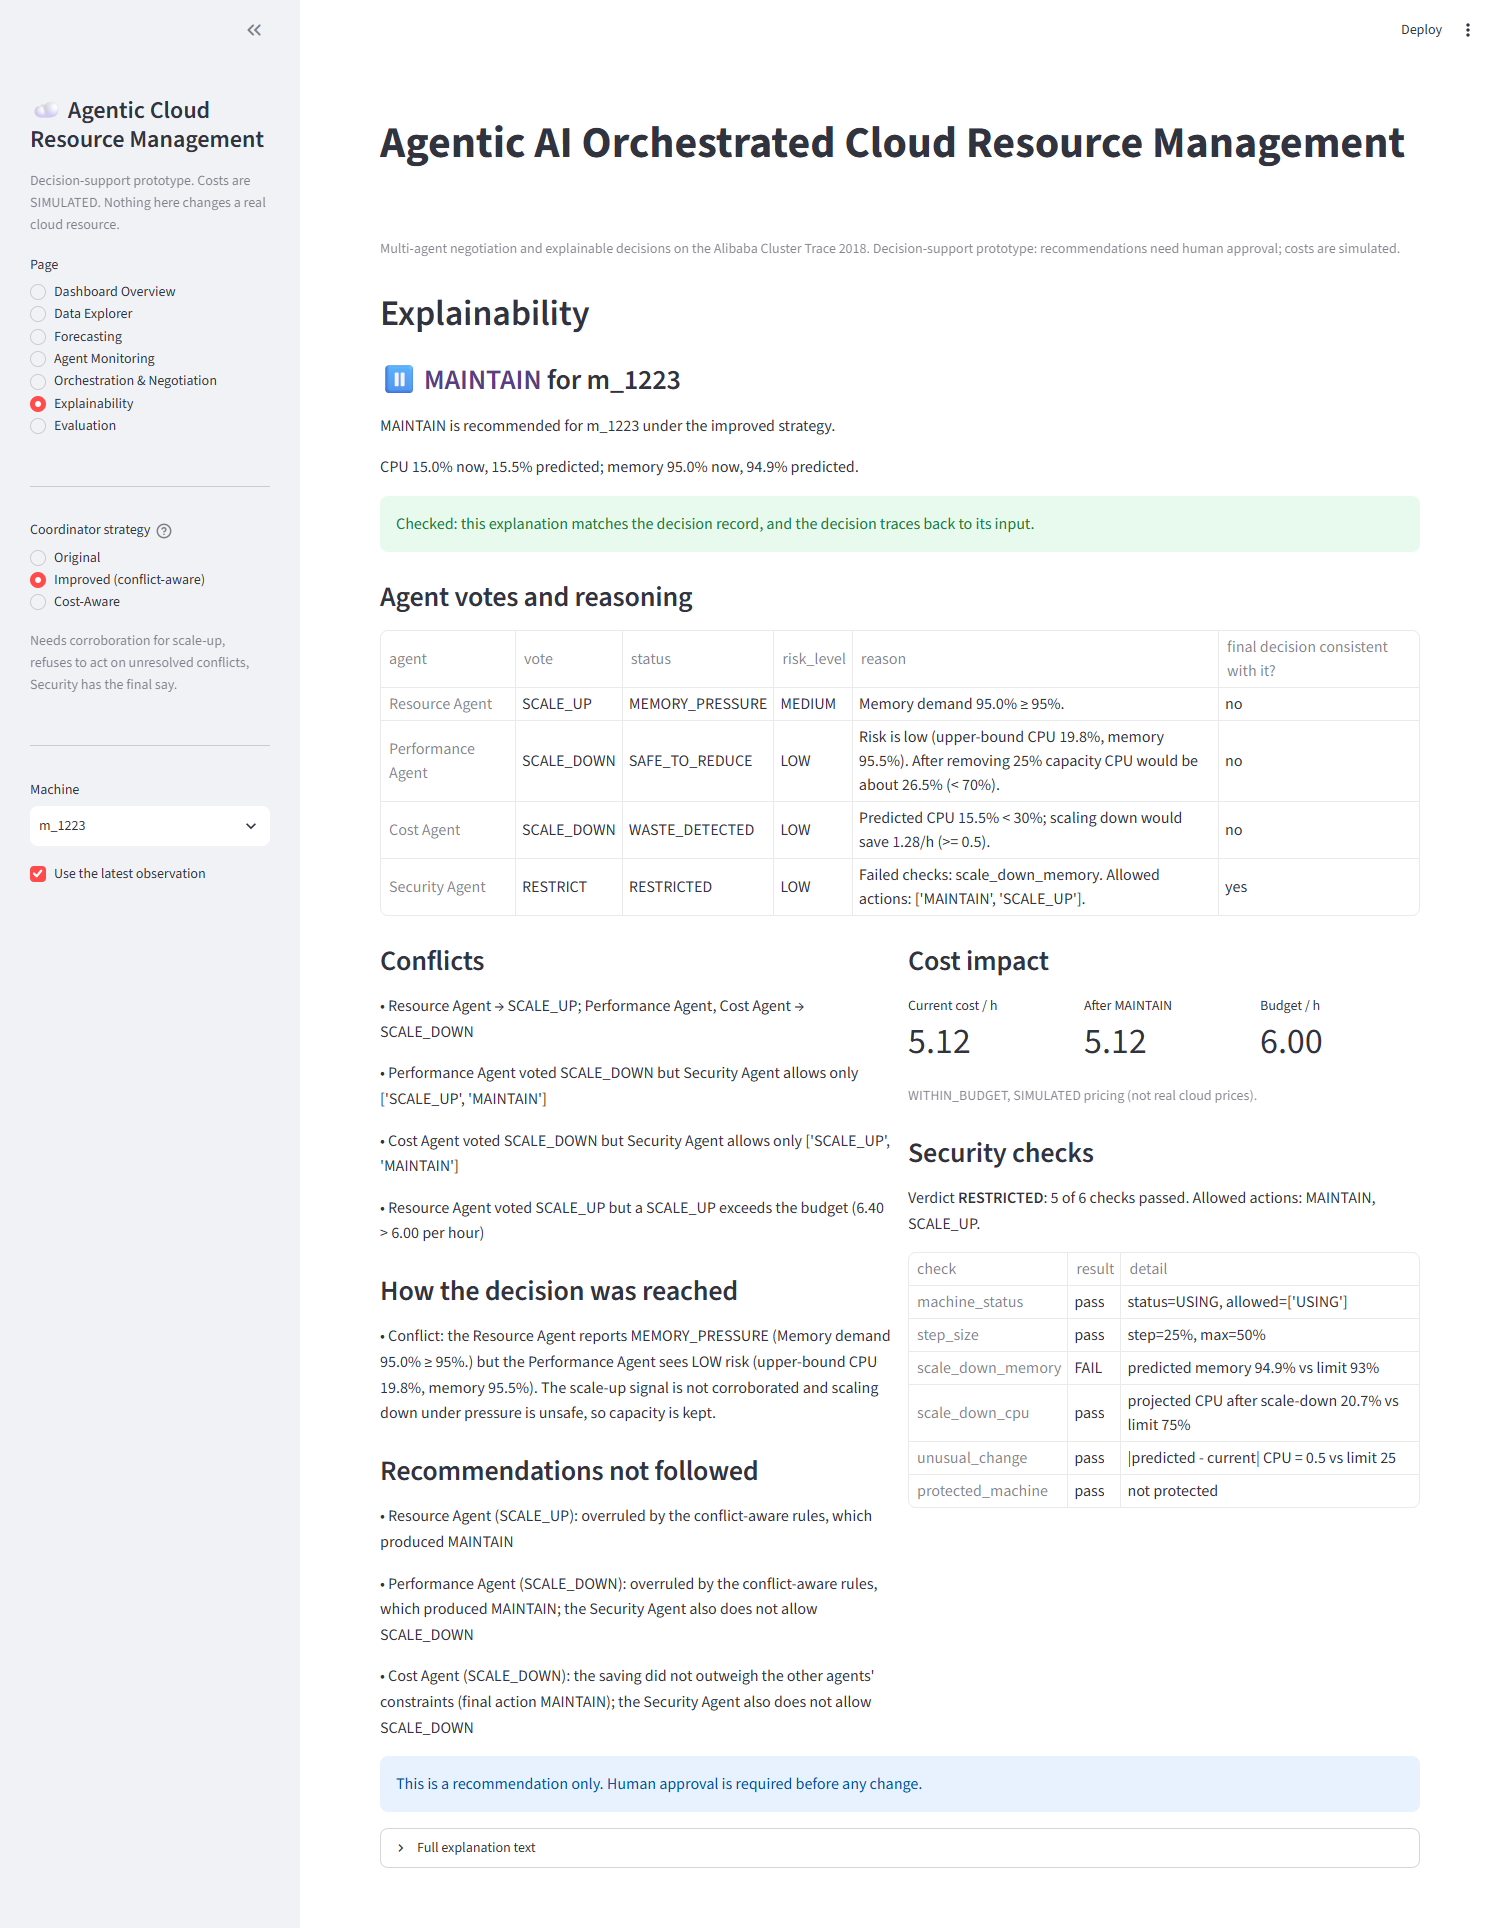 Deploy
Agentic Cloud
Resource Management
Decision-support prototype. Costs are
SIMULATED. Nothing here changes a real
cloud resource.
Page
Dashboard Overview
Data Explorer
Forecasting
Agent Monitoring
Orchestration & Negotiation
Explainability
Evaluation
Coordinator strategy
Original
Improved (conflict-aware)
Cost-Aware
Needs corroboration for scale-up,
refuses to act on unresolved conflicts,
Security has the final say.
Machine
m_1223
Use the latest observation
Agentic AI Orchestrated Cloud Resource Management
Multi-agent negotiation and explainable decisions on the Alibaba Cluster Trace 2018. Decision-support prototype: recommendations need human approval; costs are simulated.
Explainability
MAINTAIN for m_1223
MAINTAIN is recommended for m_1223 under the improved strategy.
CPU 15.0% now, 15.5% predicted; memory 95.0% now, 94.9% predicted.
Checked: this explanation matches the decision record, and the decision traces back to its input.
Agent votes and reasoning
agent vote status risk_level reason final decision consistent
with it?
Resource Agent SCALE_UP MEMORY_PRESSURE MEDIUM Memory demand 95.0% ≥ 95%. no
Performance
Agent SCALE_DOWN SAFE_TO_REDUCE LOW Risk is low (upper-bound CPU 19.8%, memory
95.5%). After removing 25% capacity CPU would be
about 26.5% (< 70%). no
Cost Agent SCALE_DOWN WASTE_DETECTED LOW Predicted CPU 15.5% < 30%; scaling down would
save 1.28/h (>= 0.5). no
Security Agent RESTRICT RESTRICTED LOW Failed checks: scale_down_memory. Allowed
actions: ['MAINTAIN', 'SCALE_UP']. yes
Conflicts
• Resource Agent → SCALE_UP; Performance Agent, Cost Agent →
SCALE_DOWN
• Performance Agent voted SCALE_DOWN but Security Agent allows only
['SCALE_UP', 'MAINTAIN']
• Cost Agent voted SCALE_DOWN but Security Agent allows only ['SCALE_UP',
'MAINTAIN']
• Resource Agent voted SCALE_UP but a SCALE_UP exceeds the budget (6.40
> 6.00 per hour)
How the decision was reached
• Conflict: the Resource Agent reports MEMORY_PRESSURE (Memory demand
95.0% ≥ 95%.) but the Performance Agent sees LOW risk (upper-bound CPU
19.8%, memory 95.5%). The scale-up signal is not corroborated and scaling
down under pressure is unsafe, so capacity is kept.
Recommendations not followed
• Resource Agent (SCALE_UP): overruled by the conflict-aware rules, which
produced MAINTAIN
• Performance Agent (SCALE_DOWN): overruled by the conflict-aware rules,
which produced MAINTAIN; the Security Agent also does not allow
SCALE_DOWN
• Cost Agent (SCALE_DOWN): the saving did not outweigh the other agents'
constraints (final action MAINTAIN); the Security Agent also does not allow
SCALE_DOWN
Cost impact
Current cost / h After MAINTAIN Budget / h
5.12 5.12 6.00
WITHIN_BUDGET, SIMULATED pricing (not real cloud prices).
Security checks
Verdict RESTRICTED: 5 of 6 checks passed. Allowed actions: MAINTAIN,
SCALE_UP.
check result detail
machine_status pass status=USING, allowed=['USING']
step_size pass step=25%, max=50%
scale_down_memory FAIL predicted memory 94.9% vs limit 93%
scale_down_cpu pass projected CPU after scale-down 20.7% vs
limit 75%
unusual_change pass |predicted - current| CPU = 0.5 vs limit 25
protected_machine pass not protected
This is a recommendation only. Human approval is required before any change.
Full explanation text